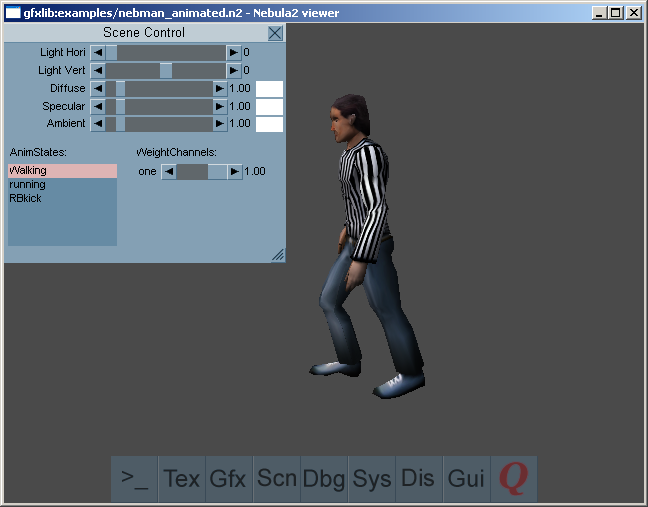 gfxlib:examples/nebman_animated.n2 - Nebula2 viewer
Scene Control
Light Hori 0
Light Vert 0
Diffuse 1.00
Specular 1.00
Ambient 1.00
AnimStates: WeightChannels:
Walking one 1.00
running
RBkick
>_ Tex Gfx Scn Dbg Sys Dis Gui Q